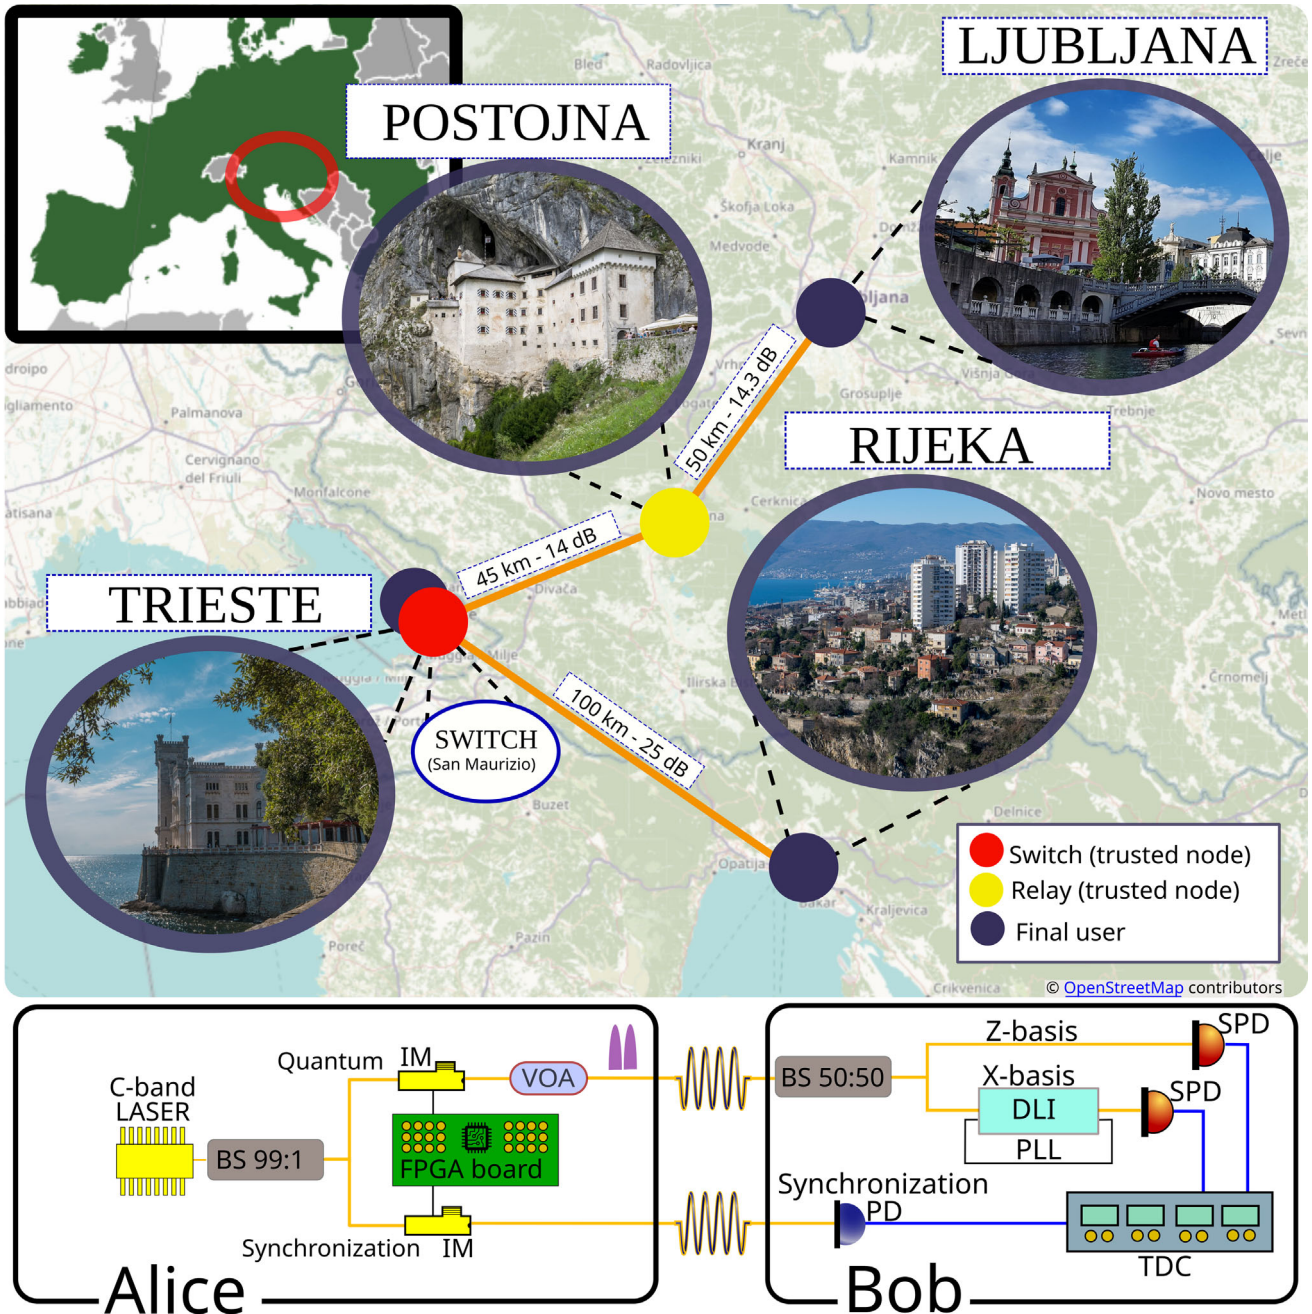 LJUBLJANA
POSTOJNA
Bled
Radovljica
Kranj
Kamnik
Škofja Loka
Medvode
Grosuplje
Višnja Gora
Trebnje
Palmanova
Cervignano
del Friuli
Monfalcone
50 km - 14.3 dB
RIJEKA
Cerknica
Novo mesto
45 km - 14 dB
Divača
TRIESTE
100 km - 25 dB
SWITCH
(San Maurizio)
Črnomelj
Buzet
Delnice
Opatija
Bakar
Kraljevica
Poreč
Pazin
Crikvenica
Switch (trusted node)
Relay (trusted node)
Final user
© OpenStreetMap contributors
C-band
LASER
BS 99:1
Quantum
IM
VOA
FPGA board
Synchronization
IM
Alice
BS 50:50
Z-basis
SPD
X-basis
DLI
SPD
PLL
Synchronization
PD
TDC
Bob